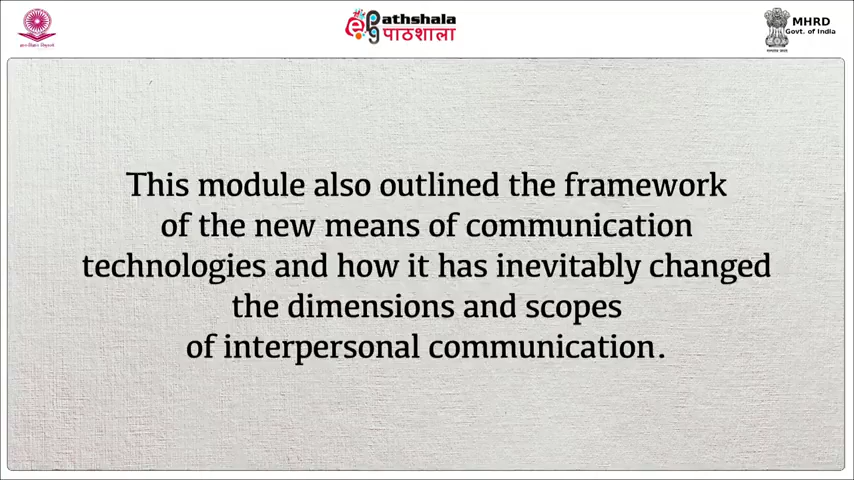 ePathshala
पाठशाला
MHRD
Govt. of India
This module also outlined the framework
of the new means of communication
technologies and how it has inevitably changed
the dimensions and scopes
of interpersonal communication.